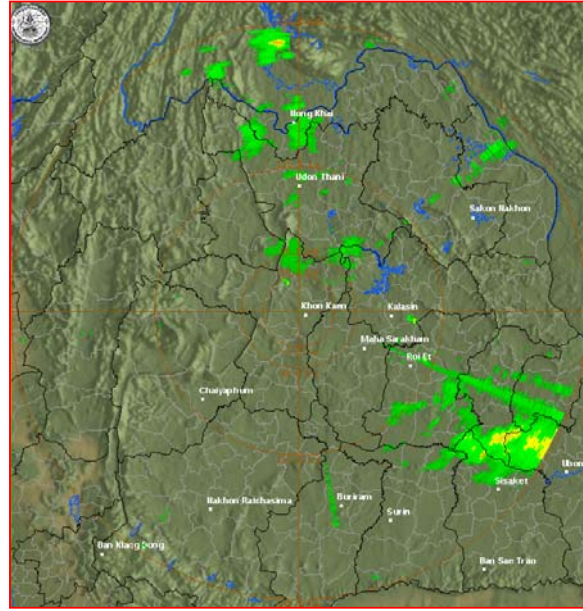 Nong Khai
Udon Thani
Sakon Nakhon
Khon Kaen
Kalasin
Maha Sarakham
Roi Et
Chaiyaphum
Ubon
Sisaket
Nakhon Ratchasima
Buriram
Surin
Ban Klang Dong
Ban San Trao